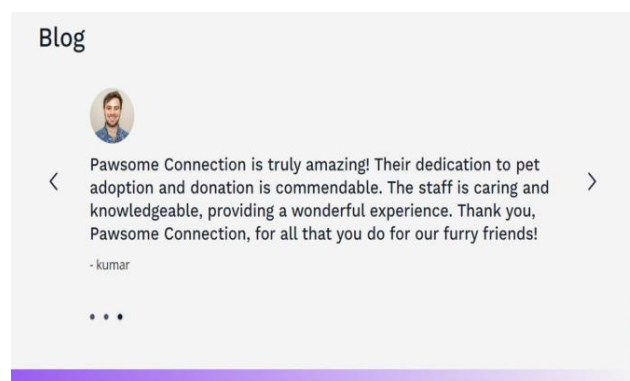 Blog
Pawsome Connection is truly amazing! Their dedication to pet
adoption and donation is commendable. The staff is caring and
knowledgeable, providing a wonderful experience. Thank you,
Pawsome Connection, for all that you do for our furry friends!
- kumar